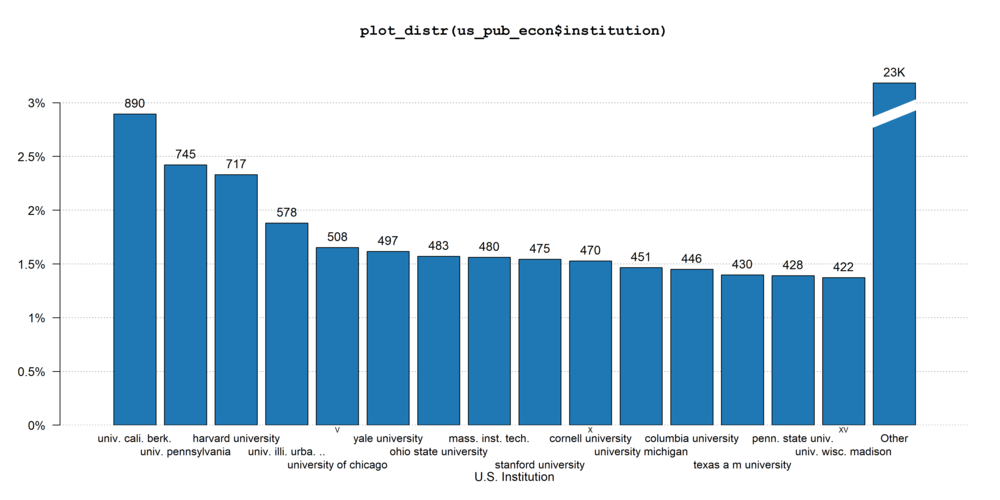 plot_distr(us_pub_econ$institution)
23K
3%
890
2.5%
745
717
2%
578
508
497
483
480
475
470
451
446
430
428
422
1.5%
1%
0.5%
0%
V
X
XV
univ. cali. berk.
harvard university
yale university
mass. inst. tech.
cornell university
columbia university
penn. state univ.
Other
univ. pennsylvania
univ. illi. urba. ..
ohio state university
university michigan
univ. wisc. madison
university of chicago
stanford university
texas a m university
U.S. Institution